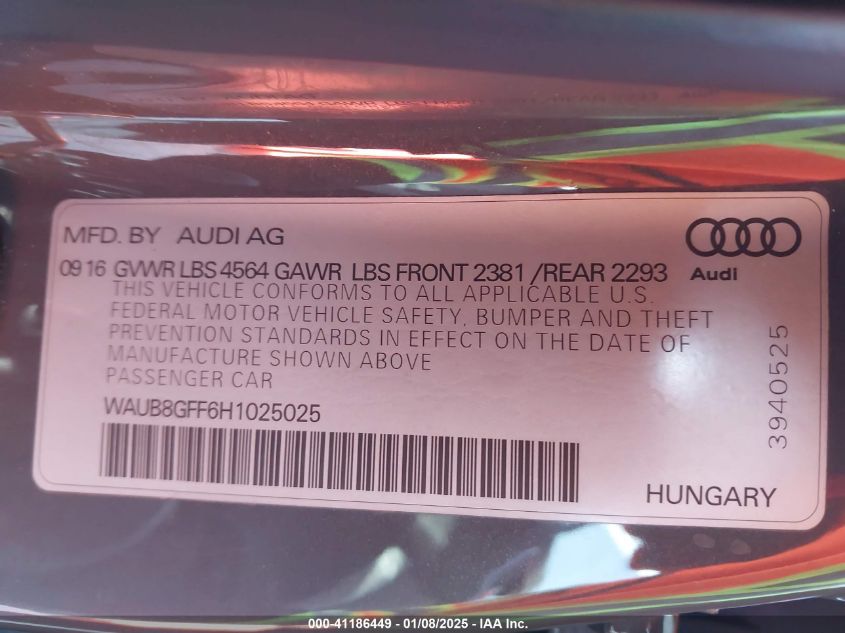 MFD. BY AUDI AG
09 16 GVWR LBS 4564 GAWR LBS FRONT 2381 /REAR 2293
Audi
THIS VEHICLE CONFORMS TO ALL APPLICABLE U.S.
FEDERAL MOTOR VEHICLE SAFETY, BUMPER AND THEFT
PREVENTION STANDARDS IN EFFECT ON THE DATE OF
MANUFACTURE SHOWN ABOVE
PASSENGER CAR
WAUB8GFF6H1025025
3940525
HUNGARY
000-41186449 - 01/08/2025 - IAA Inc.